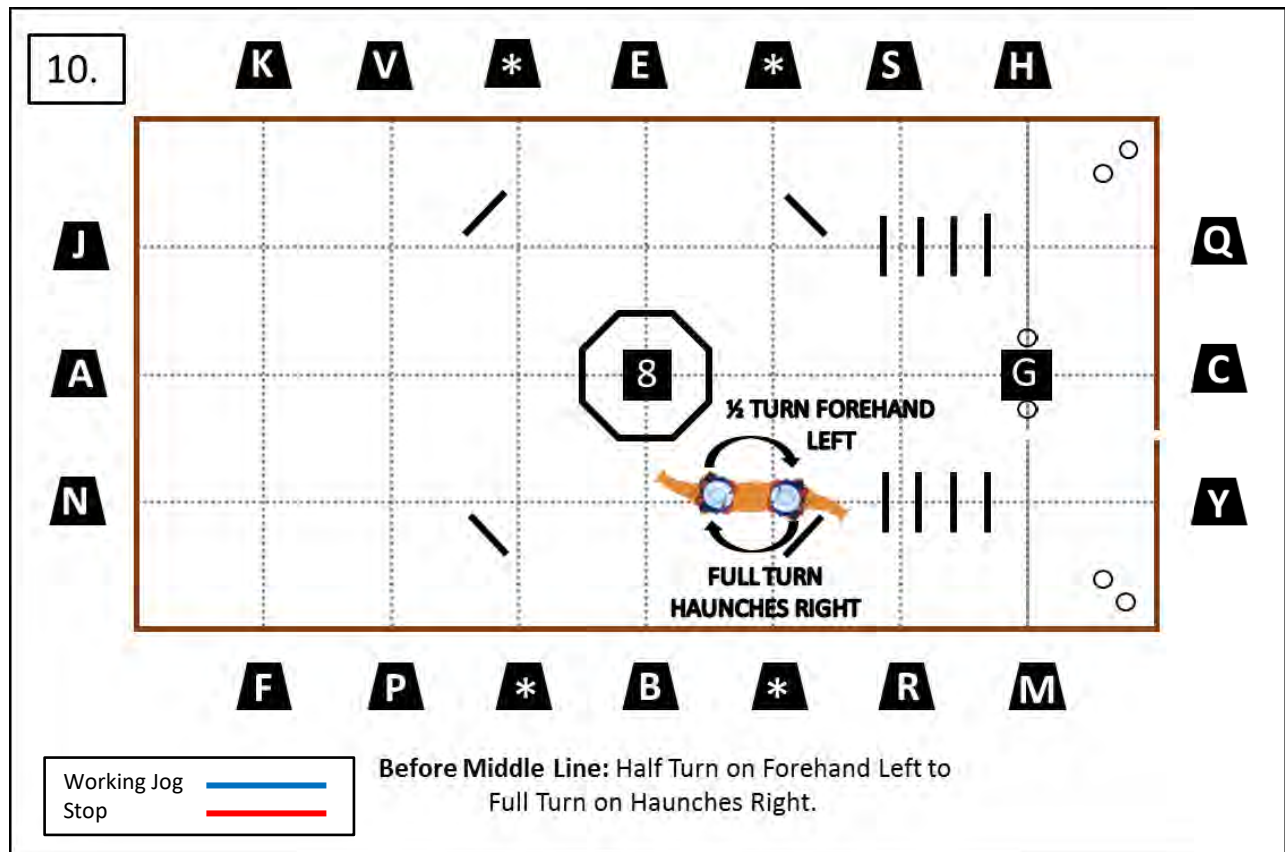 10.
K V * E * S H
J Q
A 8 G C
½ TURN FOREHAND
LEFT
N Y
FULL TURN
HAUNCHES RIGHT
F P * B * R M
Working Jog
Stop
Before Middle Line: Half Turn on Forehand Left to
Full Turn on Haunches Right.